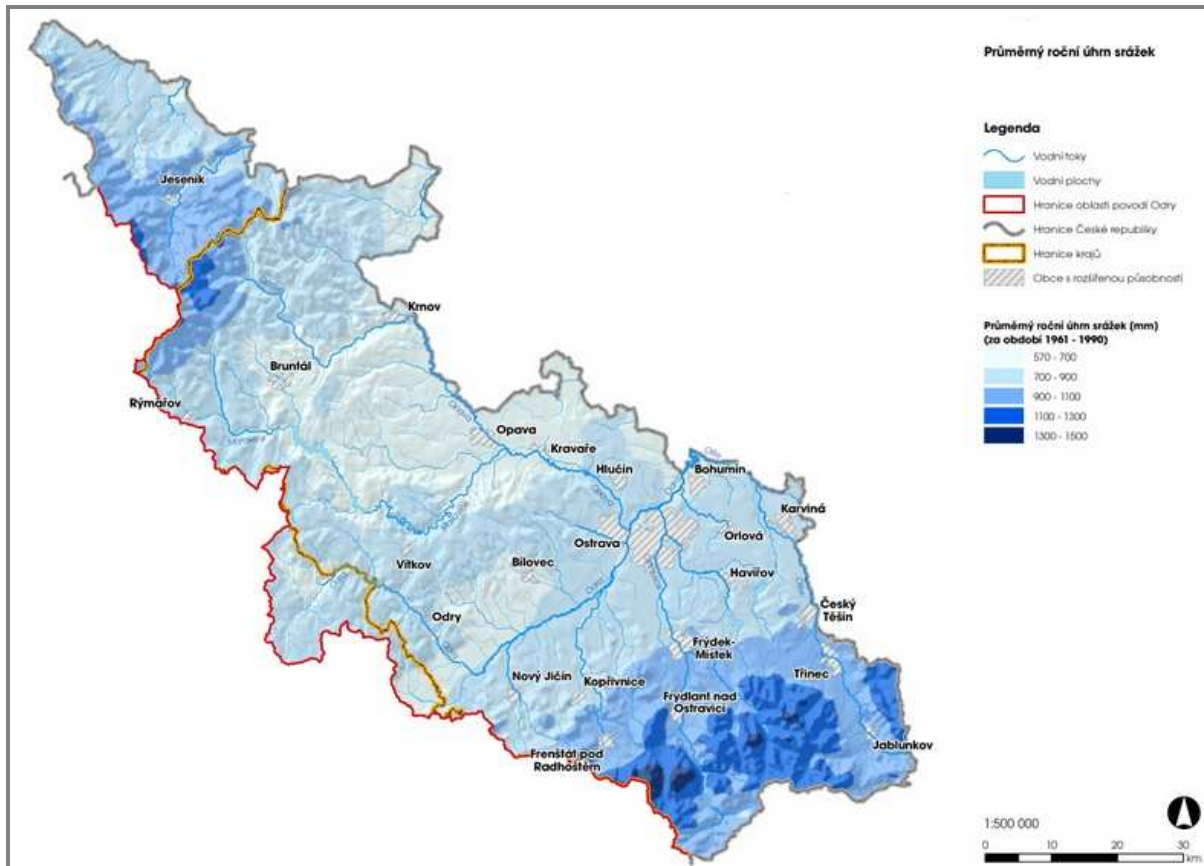 Průměrný roční úhrn srážek
Legenda
Vodní toky
Vodní plochy
Hranice oblasti povodí Odry
Hranice České republiky
Hranice krajů
Obce s rozšířenou působností
Průměrný roční úhrn srážek (mm)
(za období 1961 - 1990)
570 - 700
700 - 900
900 - 1100
1100 - 1300
1300 - 1500
Jeseník
Krnov
Bruntál
Rýmařov
Opava
Opava
Kravaře
Hlučín
Bohumín
Karviná
Opava
Ostrava
Orlová
Vítkov
Bílovec
Havířov
Odra
Odry
Český
Těšín
Frýdek-
Místek
Nový Jičín
Kopřivnice
Třinec
Frýdlant nad
Ostravicí
Frenštát pod
Radhoštěm
Jablunkov
1:500 000
0
10
20
30
km